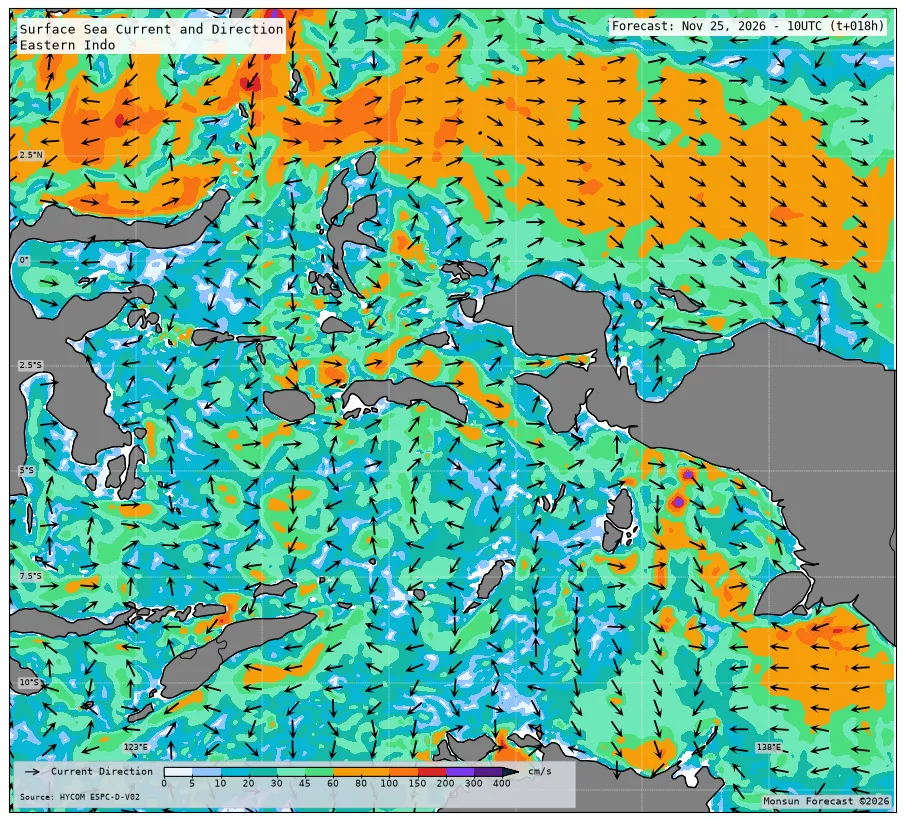 Surface Sea Current and Direction
Eastern Indo
Forecast: Nov 25, 2026 - 10UTC (t+018h)
2.5°N
0°
2.5°S
5°S
7.5°S
10°S
123°E
138°E
Current Direction
0 5 10 20 30 45 60 80 100 150 200 300 400
cm/s
Source: HYCOM ESPC-D-V02
Monsun Forecast ©2026